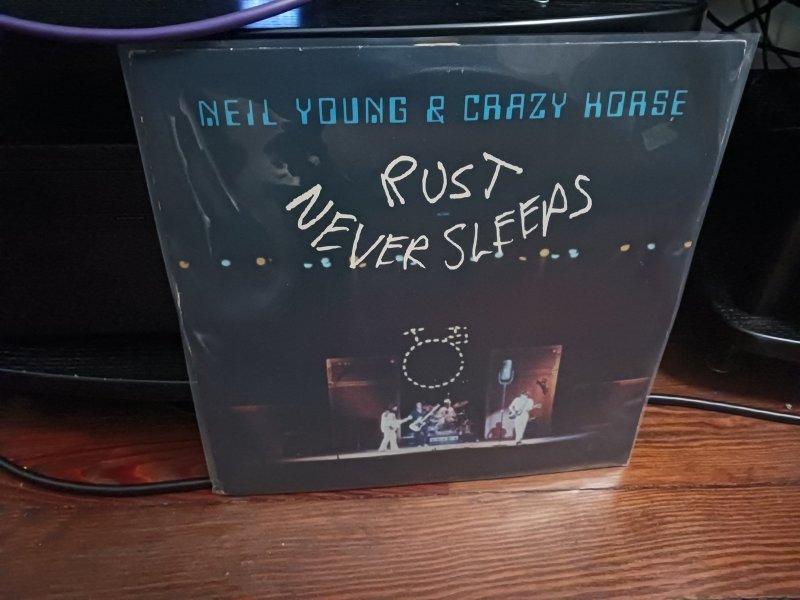 NEIL YOUNG & CRAZY HORSE
RUST
NEVER SLEEPS